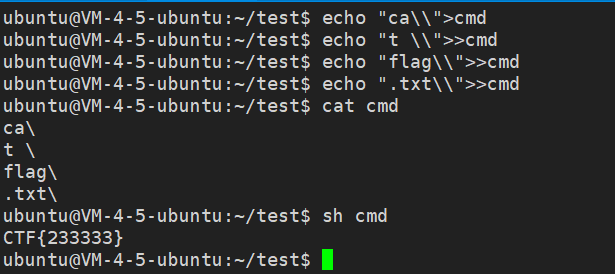 ubuntu@VM-4-5-ubuntu:~/test$ echo "ca\\">cmd
ubuntu@VM-4-5-ubuntu:~/test$ echo "t \\">>cmd
ubuntu@VM-4-5-ubuntu:~/test$ echo "flag\\">>cmd
ubuntu@VM-4-5-ubuntu:~/test$ echo ".txt\\">>cmd
ubuntu@VM-4-5-ubuntu:~/test$ cat cmd
ca\
t \
flag\
.txt\
ubuntu@VM-4-5-ubuntu:~/test$ sh cmd
CTF{233333}
ubuntu@VM-4-5-ubuntu:~/test$